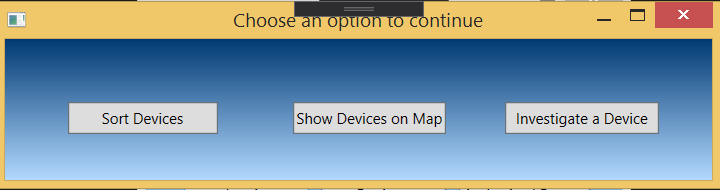 Choose an option to continue
Sort Devices
Show Devices on Map
Investigate a Device